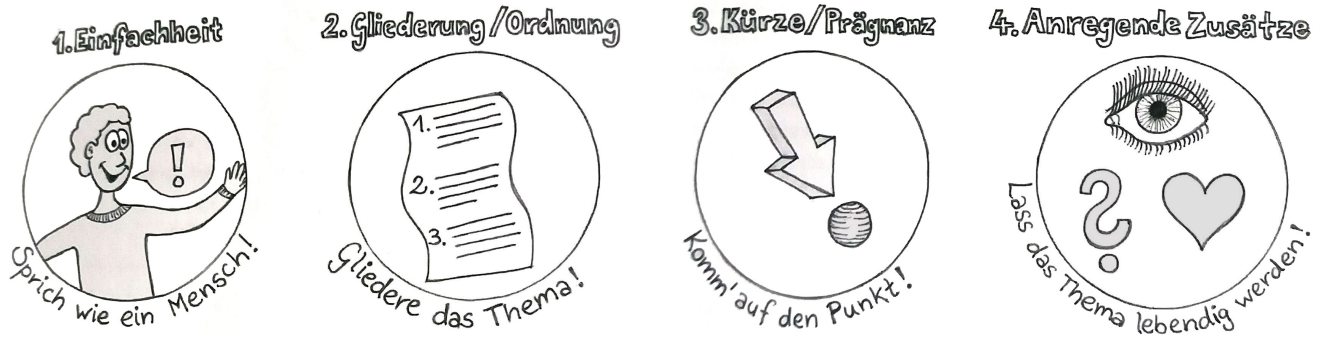 1. Einfachheit
!
Sprich wie ein Mensch!
2. Gliederung/Ordnung
1.
2.
3.
Gliedere das Thema!
3. Kürze/Prägnanz
Komm' auf den Punkt!
4. Anregende Zusätze
?
Lass das Thema lebendig werden!